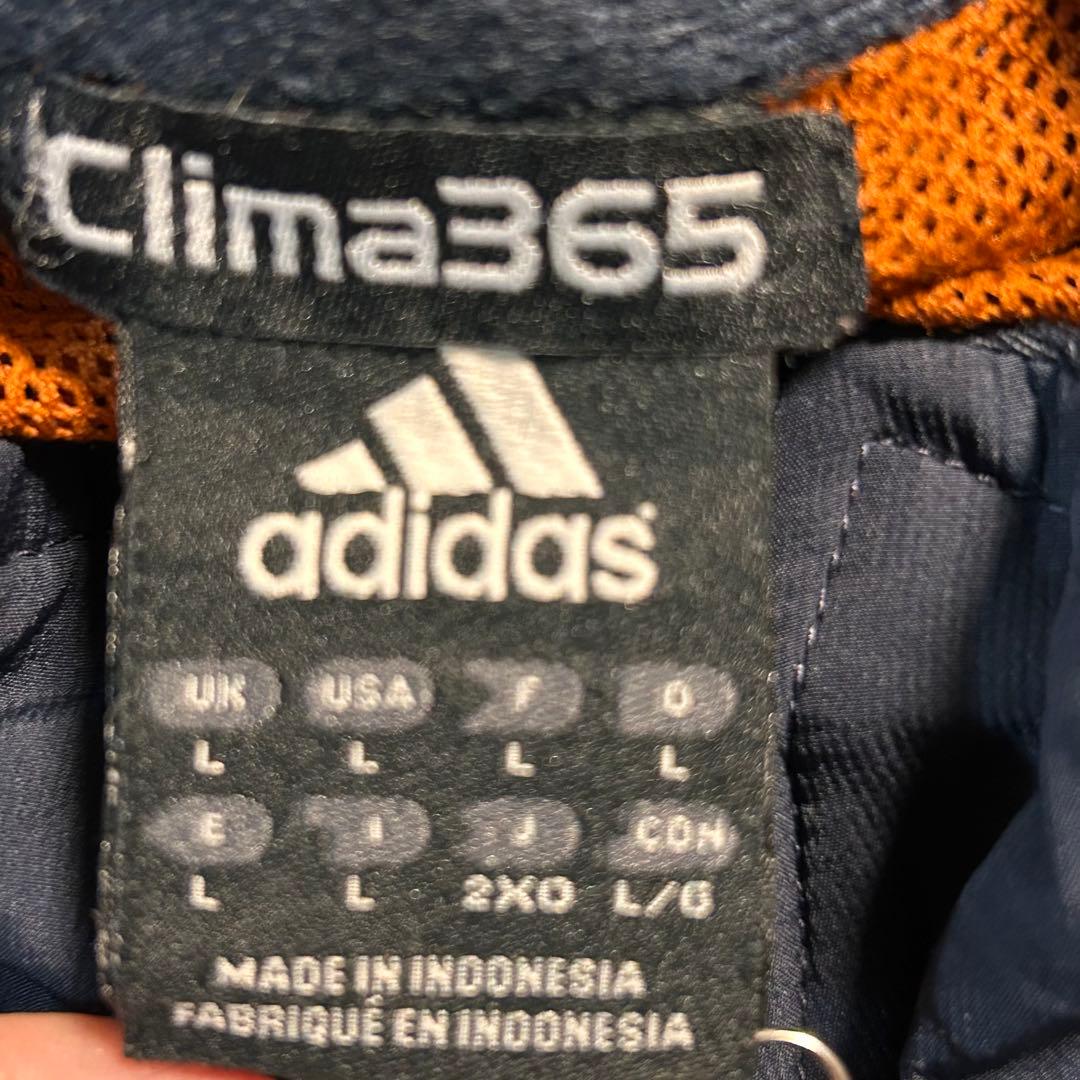 Clima365
adidas
UK USA F D
L L L L
E I J CDN
L L 2XO L/G
MADE IN INDONESIA
FABRIQUÉ EN INDONESIA